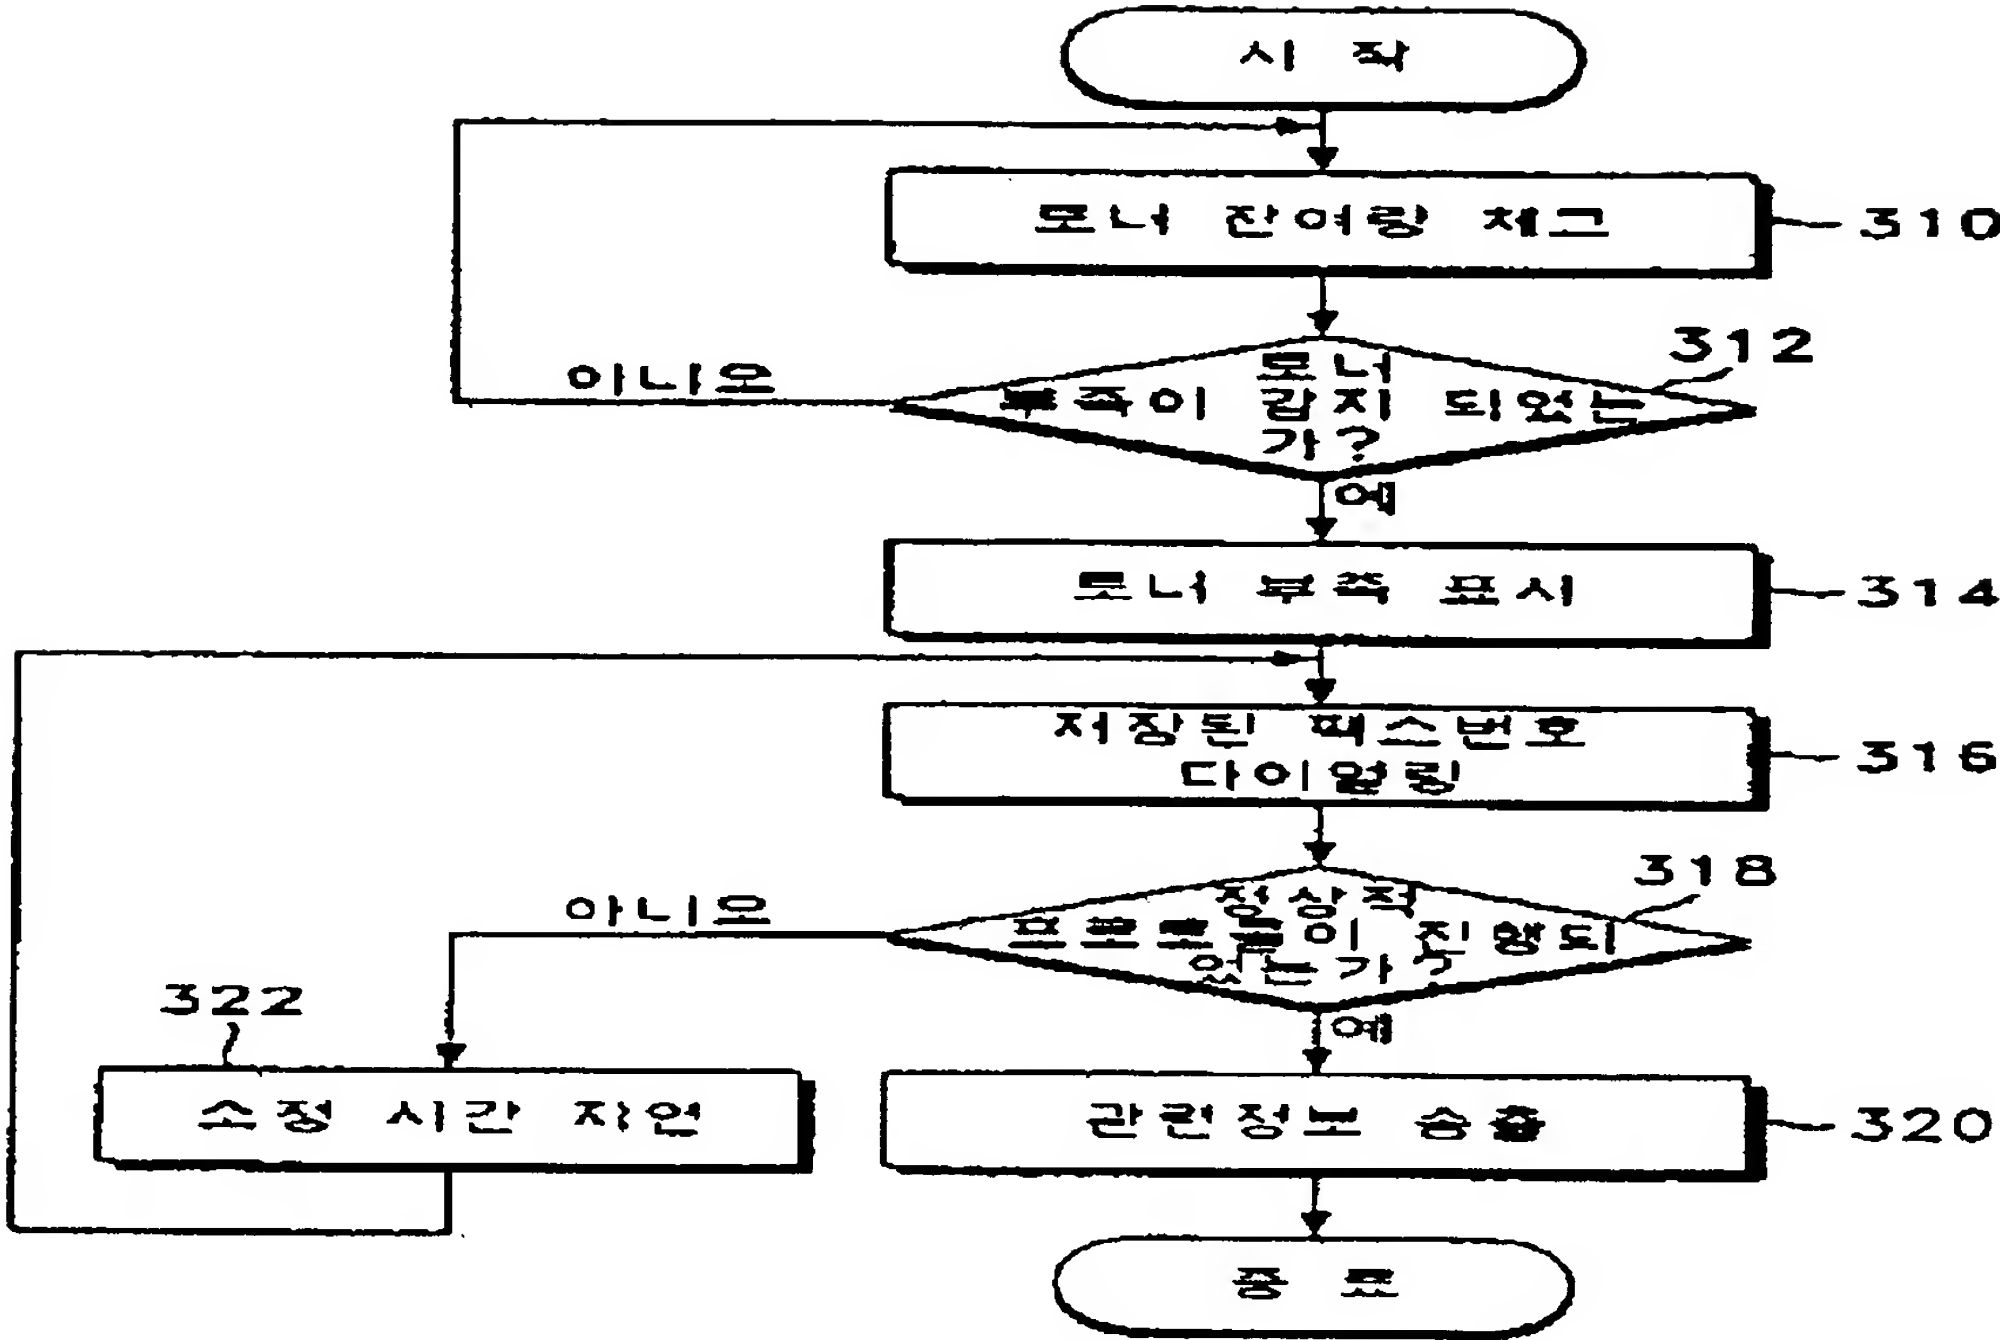 시 작
토너 잔여량 체크
310
312
토너
부족이 감지 되었는
가?
아니오
예
토너 부족 표시
314
저장된 팩스번호
다이얼링
316
318
정상적
프로토콜이 진행되
었는가?
아니오
예
322
소정 시간 지연
관련정보 송출
320
종 료